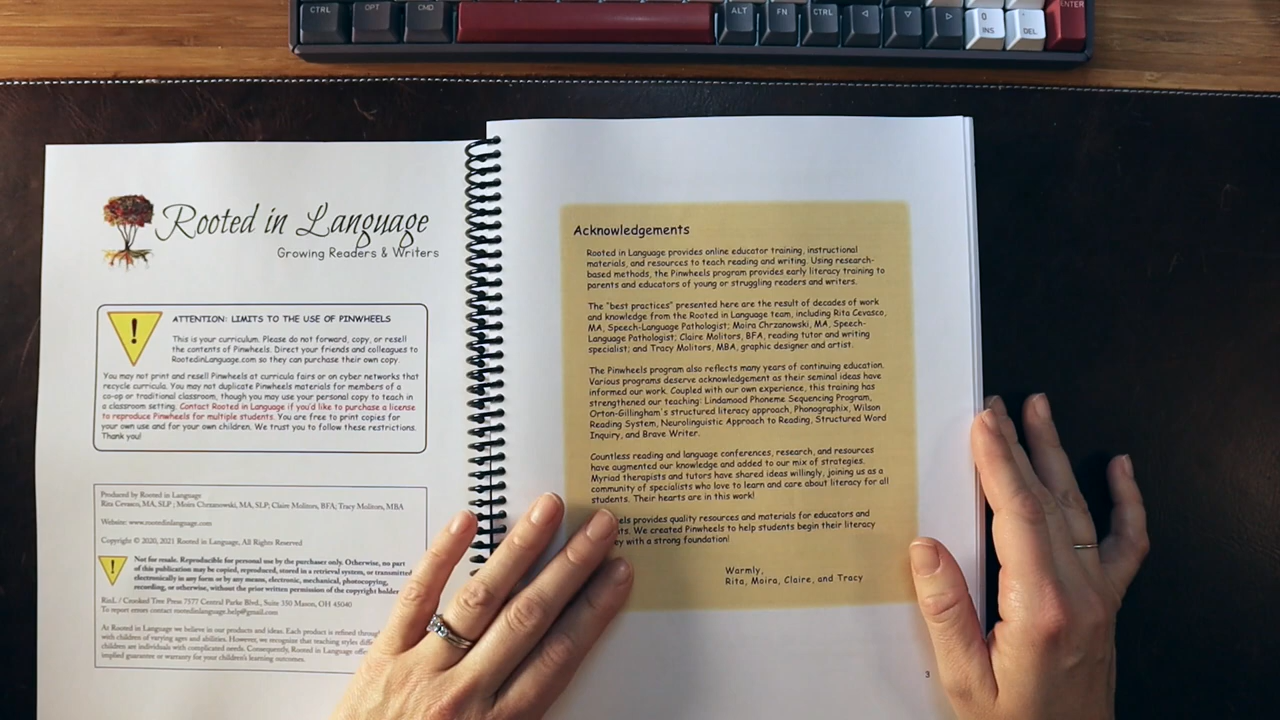 CTRL OPT CMD ALT FN CTRL 0 INS . DEL ENTER
Rooted in Language
Growing Readers & Writers
ATTENTION: LIMITS TO THE USE OF PINWHEELS
This is your curriculum. Please do not forward, copy, or resell
the contents of Pinwheels. Direct your friends and colleagues to
RootedinLanguage.com so they can purchase their own copy.
You may not print and resell Pinwheels at curricula fairs or on cyber networks that
recycle curricula. You may not duplicate Pinwheels materials for members of a
co-op or traditional classroom, though you may use your personal copy to teach in
a classroom setting. Contact Rooted in Language if you'd like to purchase a license
to reproduce Pinwheels for multiple students. You are free to print copies for
your own use and for your own children. We trust you to follow these restrictions.
Thank you!
Produced by Rooted in Language
Rita Cevasco, MA, SLP | Moira Chrzanowski, MA, SLP; Claire Molitors, BFA; Tracy Molitors, MBA
Website: www.rootedinlanguage.com
Copyright © 2020, 2021 Rooted in Language, All Rights Reserved
Not for resale. Reproducible for personal use by the purchaser only. Otherwise, no part
of this publication may be copied, reproduced, stored in a retrieval system, or transmitted
electronically in any form or by any means, electronic, mechanical, photocopying,
recording, or otherwise, without the prior written permission of the copyright holder
RinL / Crooked Tree Press 7577 Central Parke Blvd., Suite 350 Mason, OH 45040
To report errors contact rootedinlanguage.help@gmail.com
At Rooted in Language we believe in our products and ideas. Each product is refined through
with children of varying ages and abilities. However, we recognize that teaching styles
children are individuals with complicated needs. Consequently, Rooted in Language
implied guarantee or warranty for your children's learning outcomes.
Acknowledgements
Rooted in Language provides online educator training, instructional
materials, and resources to teach reading and writing. Using research-
based methods, the Pinwheels program provides early literacy training to
parents and educators of young or struggling readers and writers.
The "best practices" presented here are the result of decades of work
and knowledge from the Rooted in Language team, including Rita Cevasco,
MA, Speech-Language Pathologist; Moira Chrzanowski, MA, Speech-
Language Pathologist; Claire Molitors, BFA, reading tutor and writing
specialist; and Tracy Molitors, MBA, graphic designer and artist.
The Pinwheels program also reflects many years of continuing education.
Various programs deserve acknowledgement as their seminal ideas have
informed our work. Coupled with our own experience, this training has
strengthened our teaching: Lindamood Phoneme Sequencing Program,
Orton-Gillingham's structured literacy approach, Phonographix, Wilson
Reading System, Neurolinguistic Approach to Reading, Structured Word
Inquiry, and Brave Writer.
Countless reading and language conferences, research, and resources
have augmented our knowledge and added to our mix of strategies.
Myriad therapists and tutors have shared ideas willingly, joining us as a
community of specialists who love to learn and care about literacy for all
students. Their hearts are in this work!
els provides quality resources and materials for educators and
ts. We created Pinwheels to help students begin their literacy
ey with a strong foundation!
Warmly,
Rita, Moira, Claire, and Tracy
3